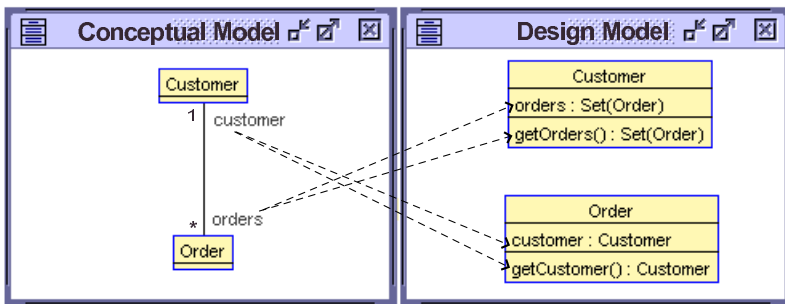 Conceptual Model
Customer
1
customer
orders
*
Order
Design Model
Customer
orders : Set(Order)
getOrders() : Set(Order)
Order
customer : Customer
getCustomer() : Customer